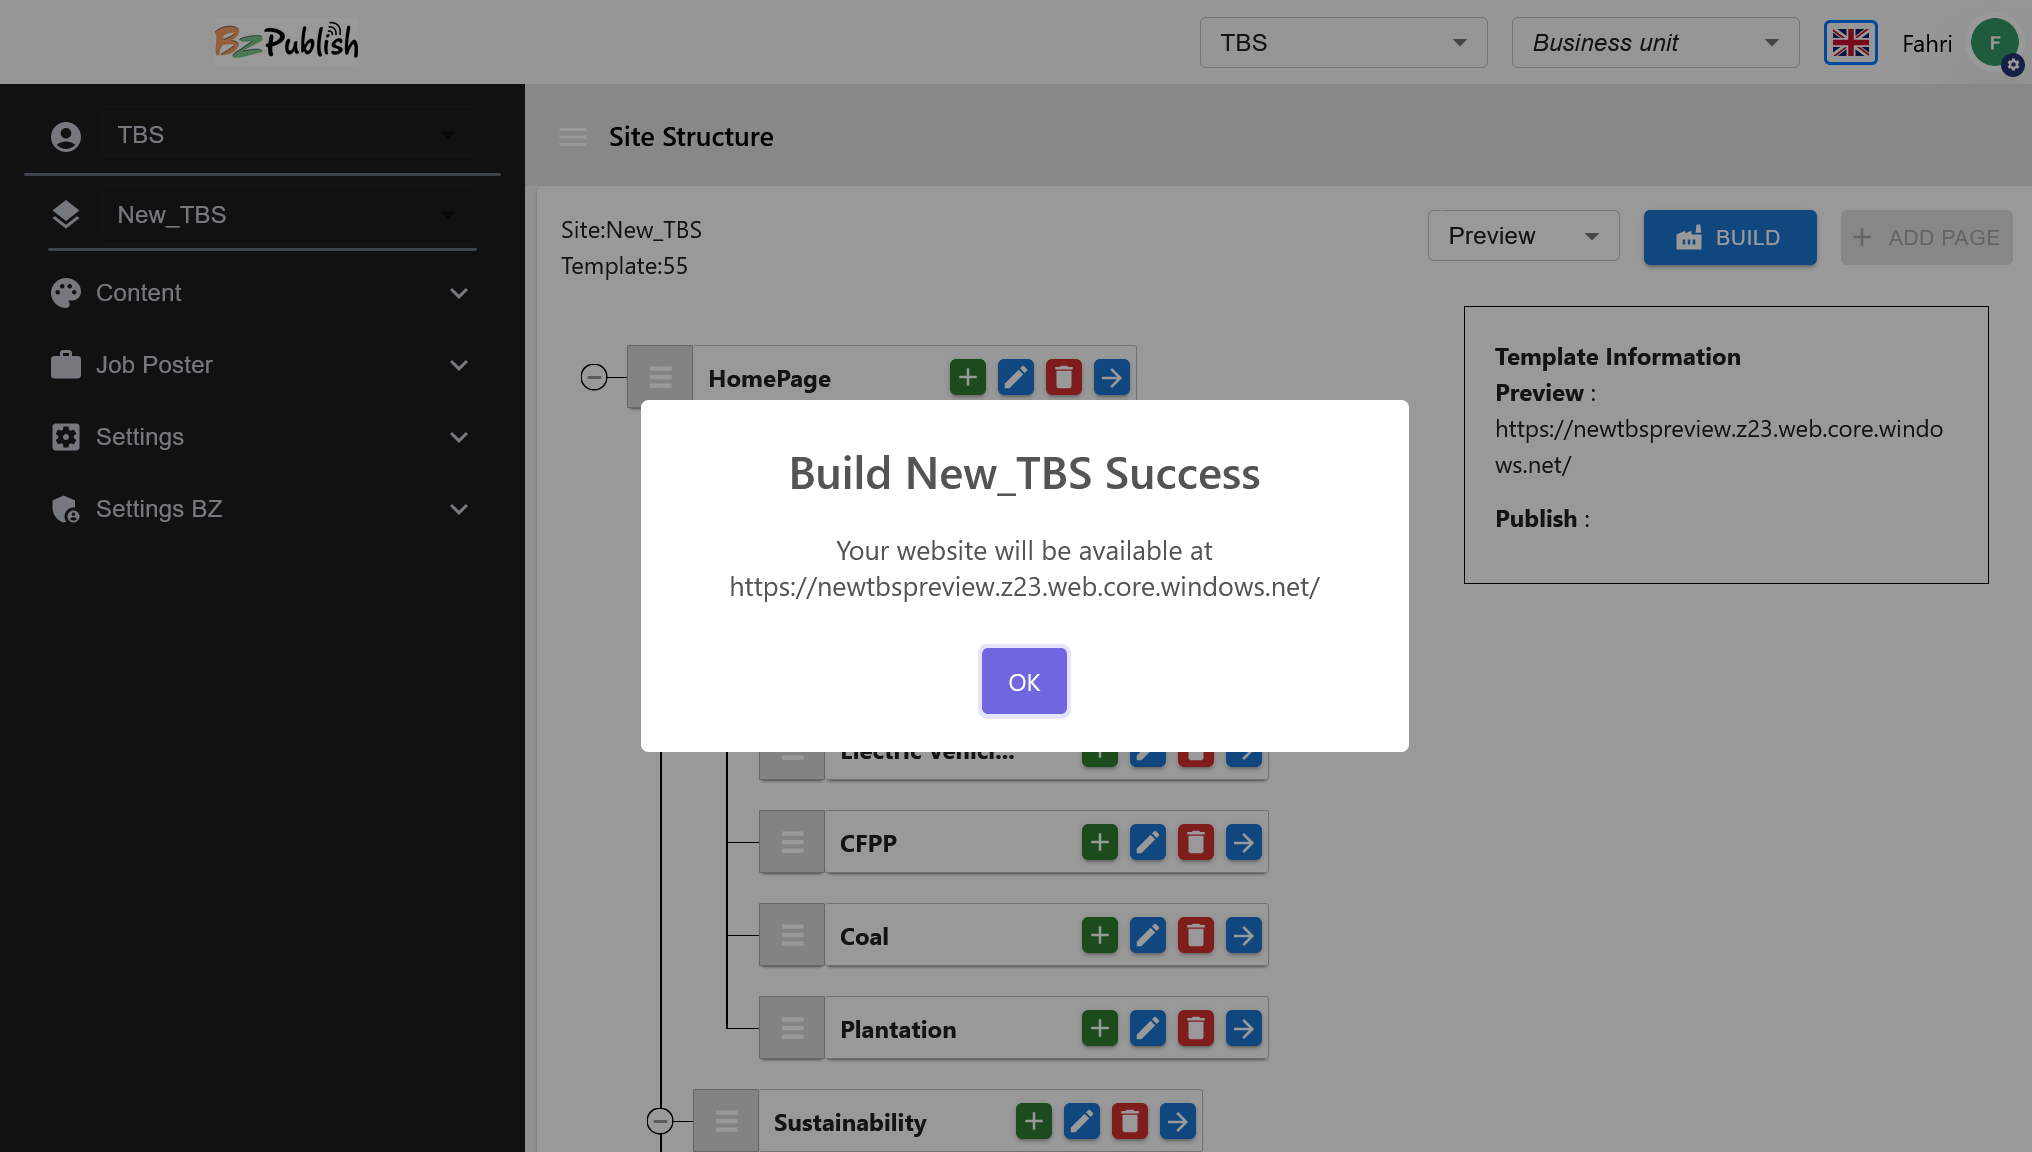 BzPublish
TBS
Business unit
Fahri
F
TBS
New_TBS
Content
Job Poster
Settings
Settings BZ
Site Structure
Site:New_TBS
Template:55
Preview
BUILD
ADD PAGE
Template Information
Preview :
https://newtbspreview.z23.web.core.windo
ws.net/
Publish :
HomePage
Build New_TBS Success
Your website will be available at
https://newtbspreview.z23.web.core.windows.net/
OK
Electric Vehicl...
CFPP
Coal
Plantation
Sustainability